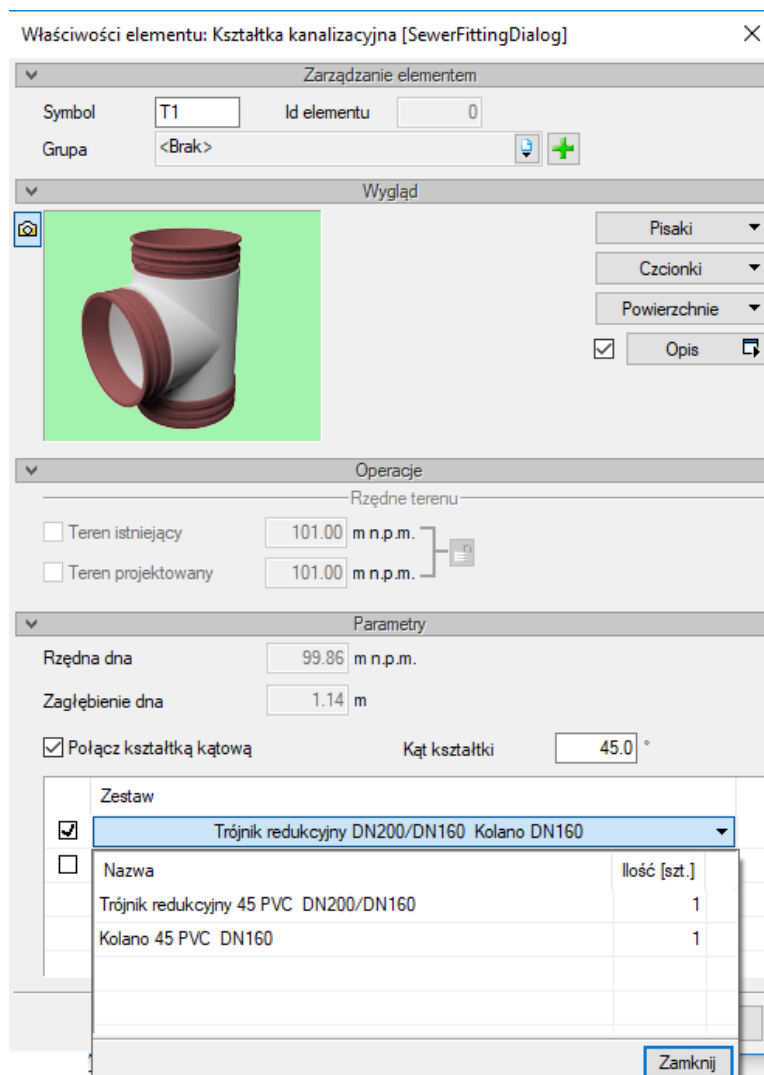 Właściwości elementu: Kształtka kanalizacyjna [SewerFittingDialog]
Zarządzanie elementem
Symbol T1 Id elementu 0
Grupa <Brak>
Wygląd
Pisaki
Czcionki
Powierzchnie
Opis
Operacje
Rzędne terenu
Teren istniejący 101.00 m n.p.m.
Teren projektowany 101.00 m n.p.m.
Parametry
Rzędna dna 99.86 m n.p.m.
Zagłębienie dna 1.14 m
Połącz kształtką kątową Kąt kształtki 45.0 °
Zestaw
Trójnik redukcyjny DN200/DN160 Kolano DN160
Nazwa Ilość [szt.]
Trójnik redukcyjny 45 PVC DN200/DN160 1
Kolano 45 PVC DN160 1
Zamknij